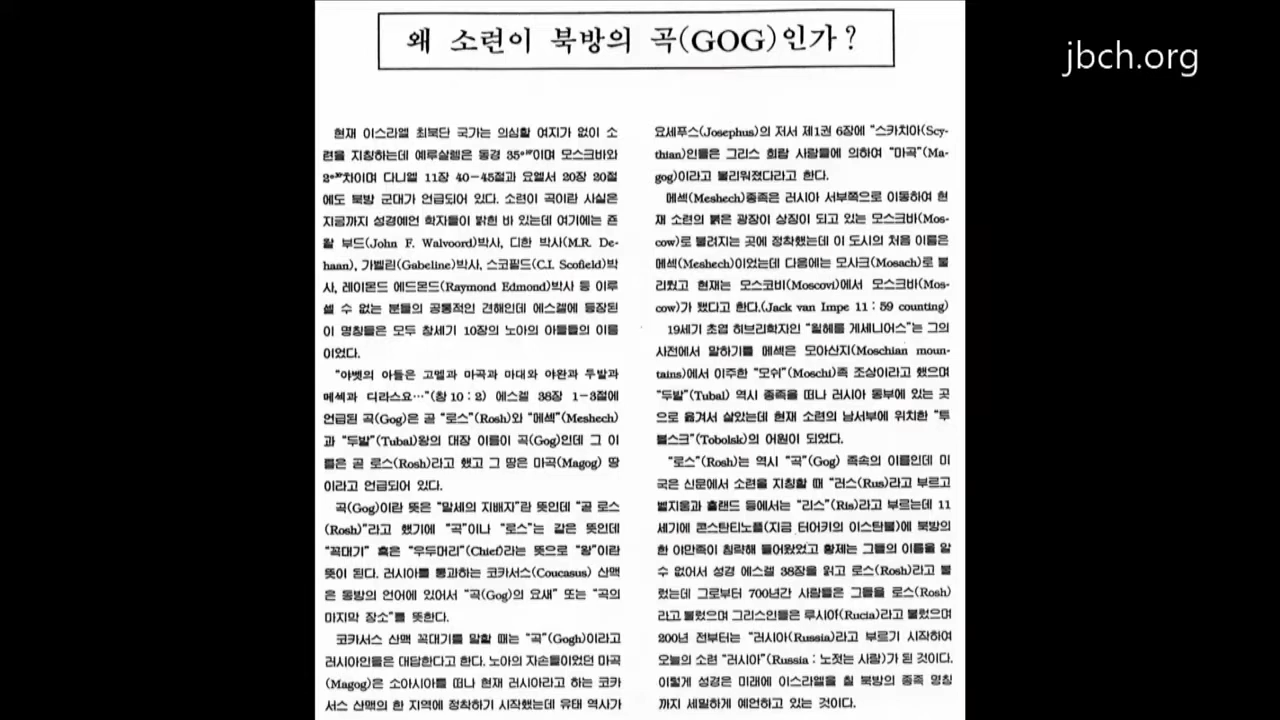 왜 소련이 북방의 곡(GOG)인가?
jbch.org
현재 이스라엘 최북단 국가는 의심할 여지가 없이 소
련을 지칭하는데 예루살렘은 동경 35°이며 모스크바와
2°차이며 다니엘 11장 40-45절과 요엘서 20장 20절
에도 북방 군대가 언급되어 있다. 소련이 곡이란 사실은
지금까지 성경예언 학자들이 밝힌 바 있는데 여기에는 죤
왈 부드(John F. Walvoord)박사, 디한 박사(M.R. De-
haan), 가벨린(Gabeline)박사, 스코필드(C.I. Scofield)박
사, 레이몬드 에드몬드(Raymond Edmond)박사 등 이루
셀 수 없는 분들의 공통적인 견해인데 에스겔에 등장된
이 명칭들은 모두 창세기 10장의 노아의 아들들의 이름
이었다.
"야벳의 아들은 고멜과 마곡과 마대와 야완과 두발과
메섹과 디라스요…"(창 10 : 2) 에스겔 38장 1-3절에
언급된 곡(Gog)은 곧 "로스"(Rosh)와 "메섹"(Meshech)
과 "두발"(Tubal)왕의 대장 이름이 곡(Gog)인데 그 이
름은 곧 로스(Rosh)라고 했고 그 땅은 마곡(Magog) 땅
이라고 언급되어 있다.
곡(Gog)이란 뜻은 "말세의 지배자"란 뜻인데 "곧 로스
(Rosh)"라고 했기에 "곡"이나 "로스"는 같은 뜻인데
"꼭대기" 혹은 "우두머리"(Chief)라는 뜻으로 "왕"이란
뜻이 된다. 러시아를 통과하는 코카서스(Coucasus) 산맥
은 동방의 언어에 있어서 "곡(Gog)의 요새" 또는 "곡의
마지막 장소"를 뜻한다.
코카서스 산맥 꼭대기를 말할 때는 "곡"(Gogh)이라고
러시아인들은 대답한다고 한다. 노아의 자손들이었던 마곡
(Magog)은 소아시아를 떠나 현재 러시아라고 하는 코카
서스 산맥의 한 지역에 정착하기 시작했는데 유태 역사가
요세푸스(Josephus)의 저서 제1권 6장에 "스카치아(Scy-
thian)인들은 그리스 희랍 사람들에 의하여 "마곡"(Ma-
gog)이라고 불리워졌다라고 한다.
메섹(Meshech)종족은 러시아 서부쪽으로 이동하여 현
재 소련의 붉은 광장이 상징이 되고 있는 모스크바(Mos-
cow)로 불려지는 곳에 정착했는데 이 도시의 처음 이름은
메섹(Meshech)이었는데 다음에는 모사크(Mosach)로 불
리웠고 현재는 모스코비(Moscovi)에서 모스크바(Mos-
cow)가 됐다고 한다.(Jack van Impe 11 : 59 counting)
19세기 초엽 히브리학자인 "윌헤름 게세니어스"는 그의
사전에서 말하기를 메섹은 모아산지(Moschian moun-
tains)에서 이주한 "모쉬"(Moschi)족 조상이라고 했으며
"두발"(Tubal) 역시 종족을 떠나 러시아 동부에 있는 곳
으로 옮겨서 살았는데 현재 소련의 남서부에 위치한 "투
볼스크"(Tobolsk)의 어원이 되었다.
"로스"(Rosh)는 역시 "곡"(Gog) 족속의 이름인데 미
국은 신문에서 소련을 지칭할 때 "러스(Rus)라고 부르고
벨지움과 홀랜드 등에서는 "리스"(Ris)라고 부르는데 11
세기에 콘스탄티노플(지금 터어키의 이스탄불)에 북방의
한 야만족이 침략해 들어왔었고 황제는 그들의 이름을 알
수 없어서 성경 에스겔 38장을 읽고 로스(Rosh)라고 불
렀는데 그로부터 700년간 사람들은 그들을 로스(Rosh)
라고 불렀으며 그리스인들은 루시아(Rucia)라고 불렀으며
200년 전부터는 "러시아(Russia)라고 부르기 시작하여
오늘의 소련 "러시아"(Russia : 노젓는 사람)가 된 것이다.
이렇게 성경은 미래에 이스라엘을 칠 북방의 종족 명칭
까지 세밀하게 예언하고 있는 것이다.